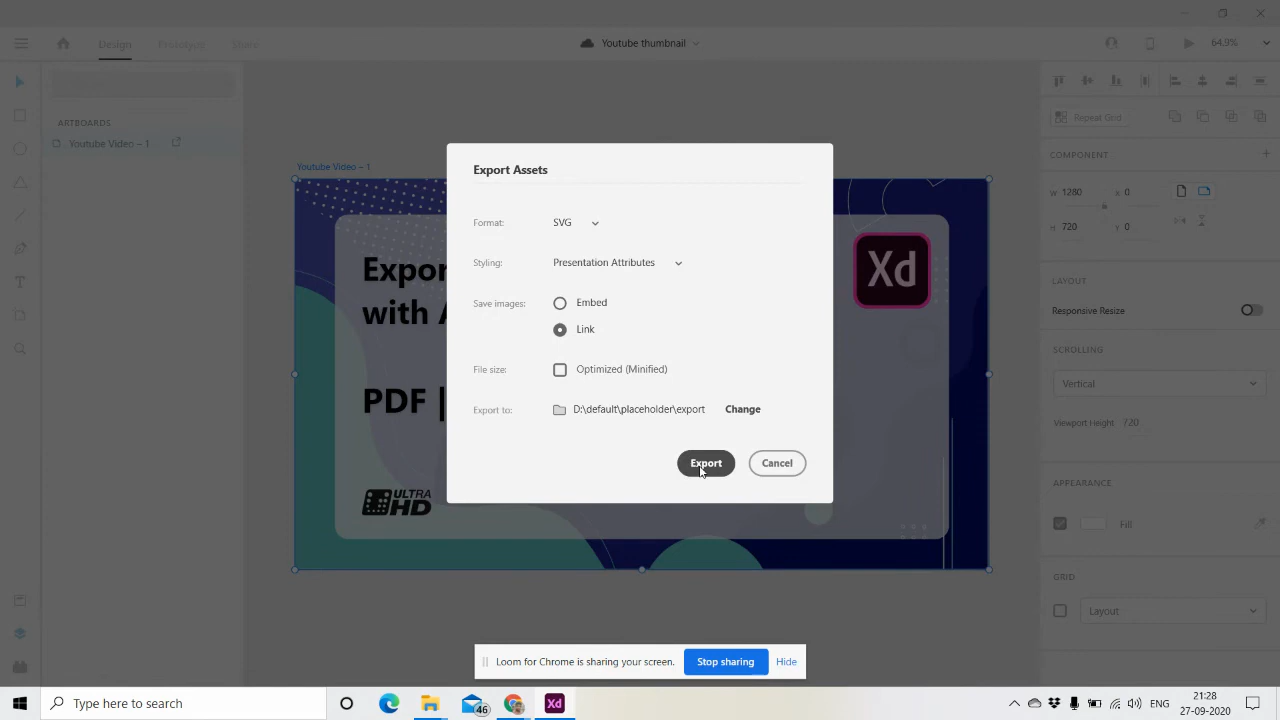 Design
Prototype
Share
Youtube thumbnail
64.9%
ARTBOARDS
Youtube Video – 1
Repeat Grid
COMPONENT
W 1280 X 0
H 720 Y 0
LAYOUT
Responsive Resize
SCROLLING
Vertical
Viewport Height 720
APPEARANCE
Fill
GRID
Layout
Youtube Video – 1
Expor
with A
PDF |
ULTRA
HD
Xd
Export Assets
Format: SVG
Styling: Presentation Attributes
Save images: Embed
Link
File size: Optimized (Minified)
Export to: D:\default\placeholder\export Change
Export Cancel
Loom for Chrome is sharing your screen. Stop sharing Hide
Type here to search
46
Xd
21:28
27-09-2020